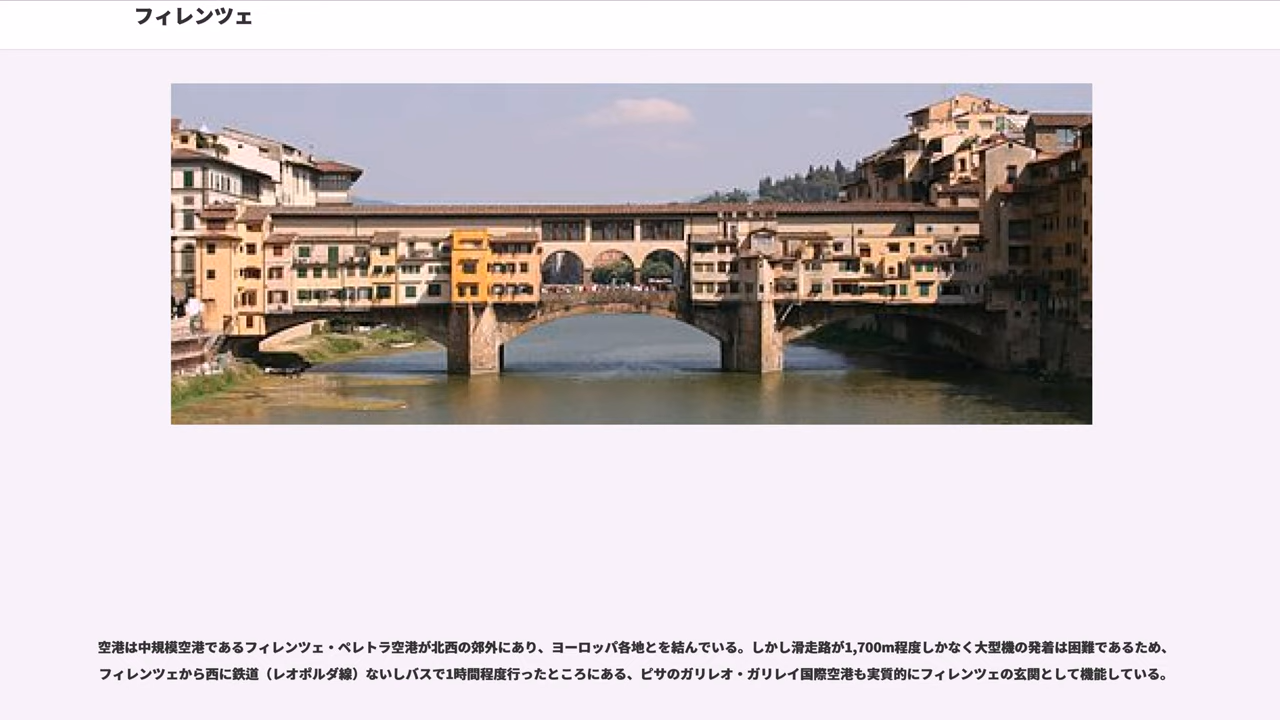 フィレンツェ
空港は中規模空港であるフィレンツェ・ペレトラ空港が北西の郊外にあり、ヨーロッパ各地とを結んでいる。しかし滑走路が1,700m程度しかなく大型機の発着は困難であるため、
フィレンツェから西に鉄道（レオポルダ線）ないしバスで1時間程度行ったところにある、ピサのガリレオ・ガリレイ国際空港も実質的にフィレンツェの玄関として機能している。